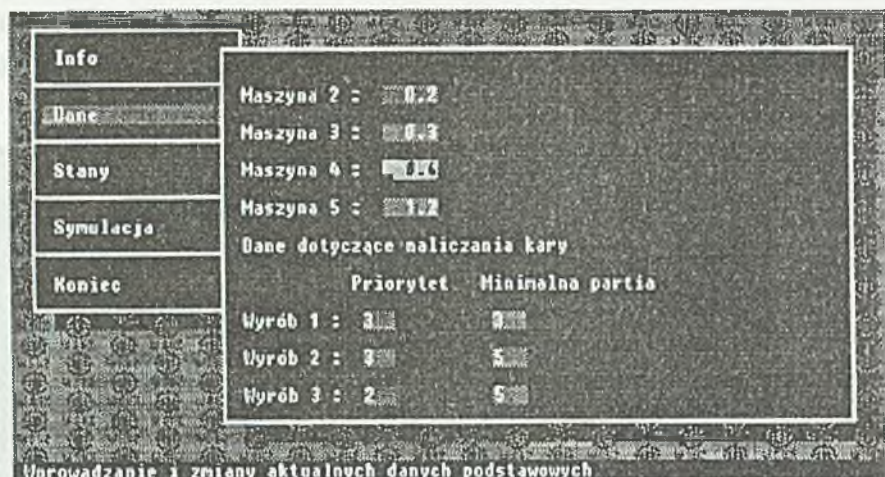 Info
Dane
Stany
Symulacja
Koniec
Maszyna 2 : 0.2
Maszyna 3 : 0.3
Maszyna 4 :
Maszyna 5 : 1.2
Dane dotyczące naliczania kary
Priorytet Minimalna partia
Wyrób 1 : 3 3
Wyrób 2 : 3 5
Wyrób 3 : 2 5
Wprowadzanie i zmiany aktualnych danych podstawowych